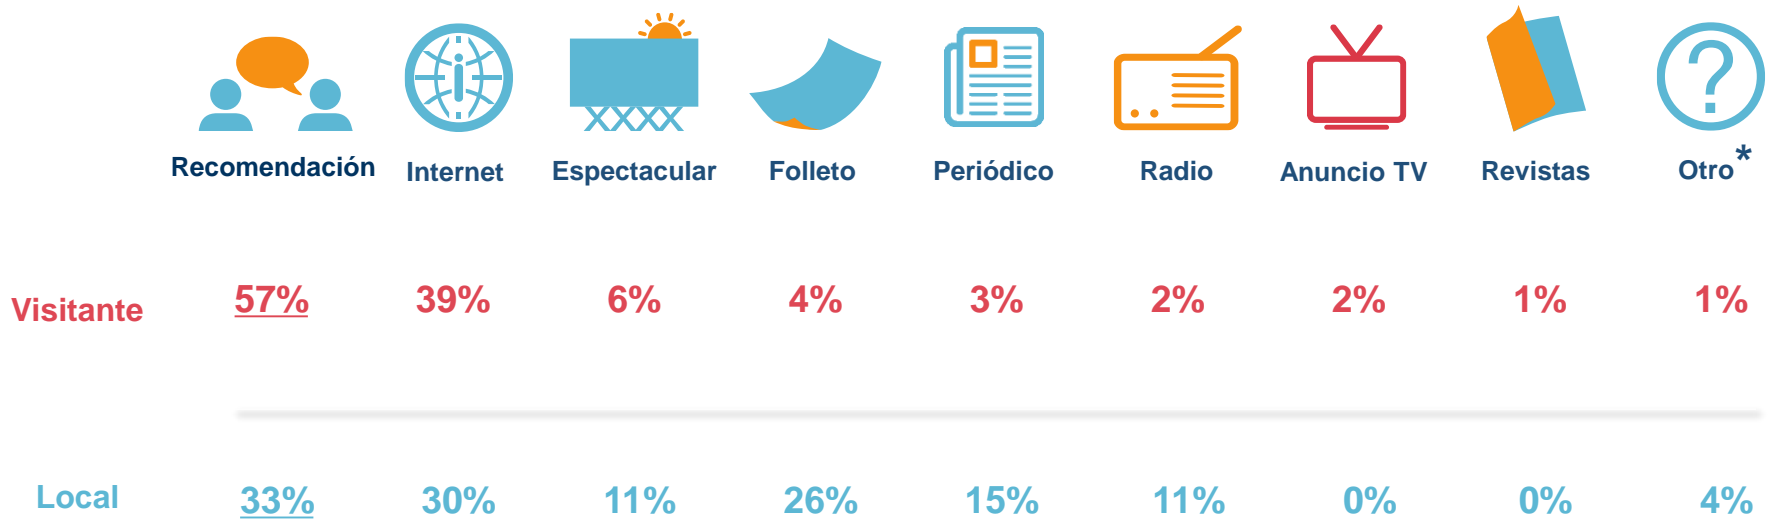 Recomendación Internet Espectacular Folleto Periódico Radio Anuncio TV Revistas Otro*
Visitante 57% 39% 6% 4% 3% 2% 2% 1% 1%
Local 33% 30% 11% 26% 15% 11% 0% 0% 4%